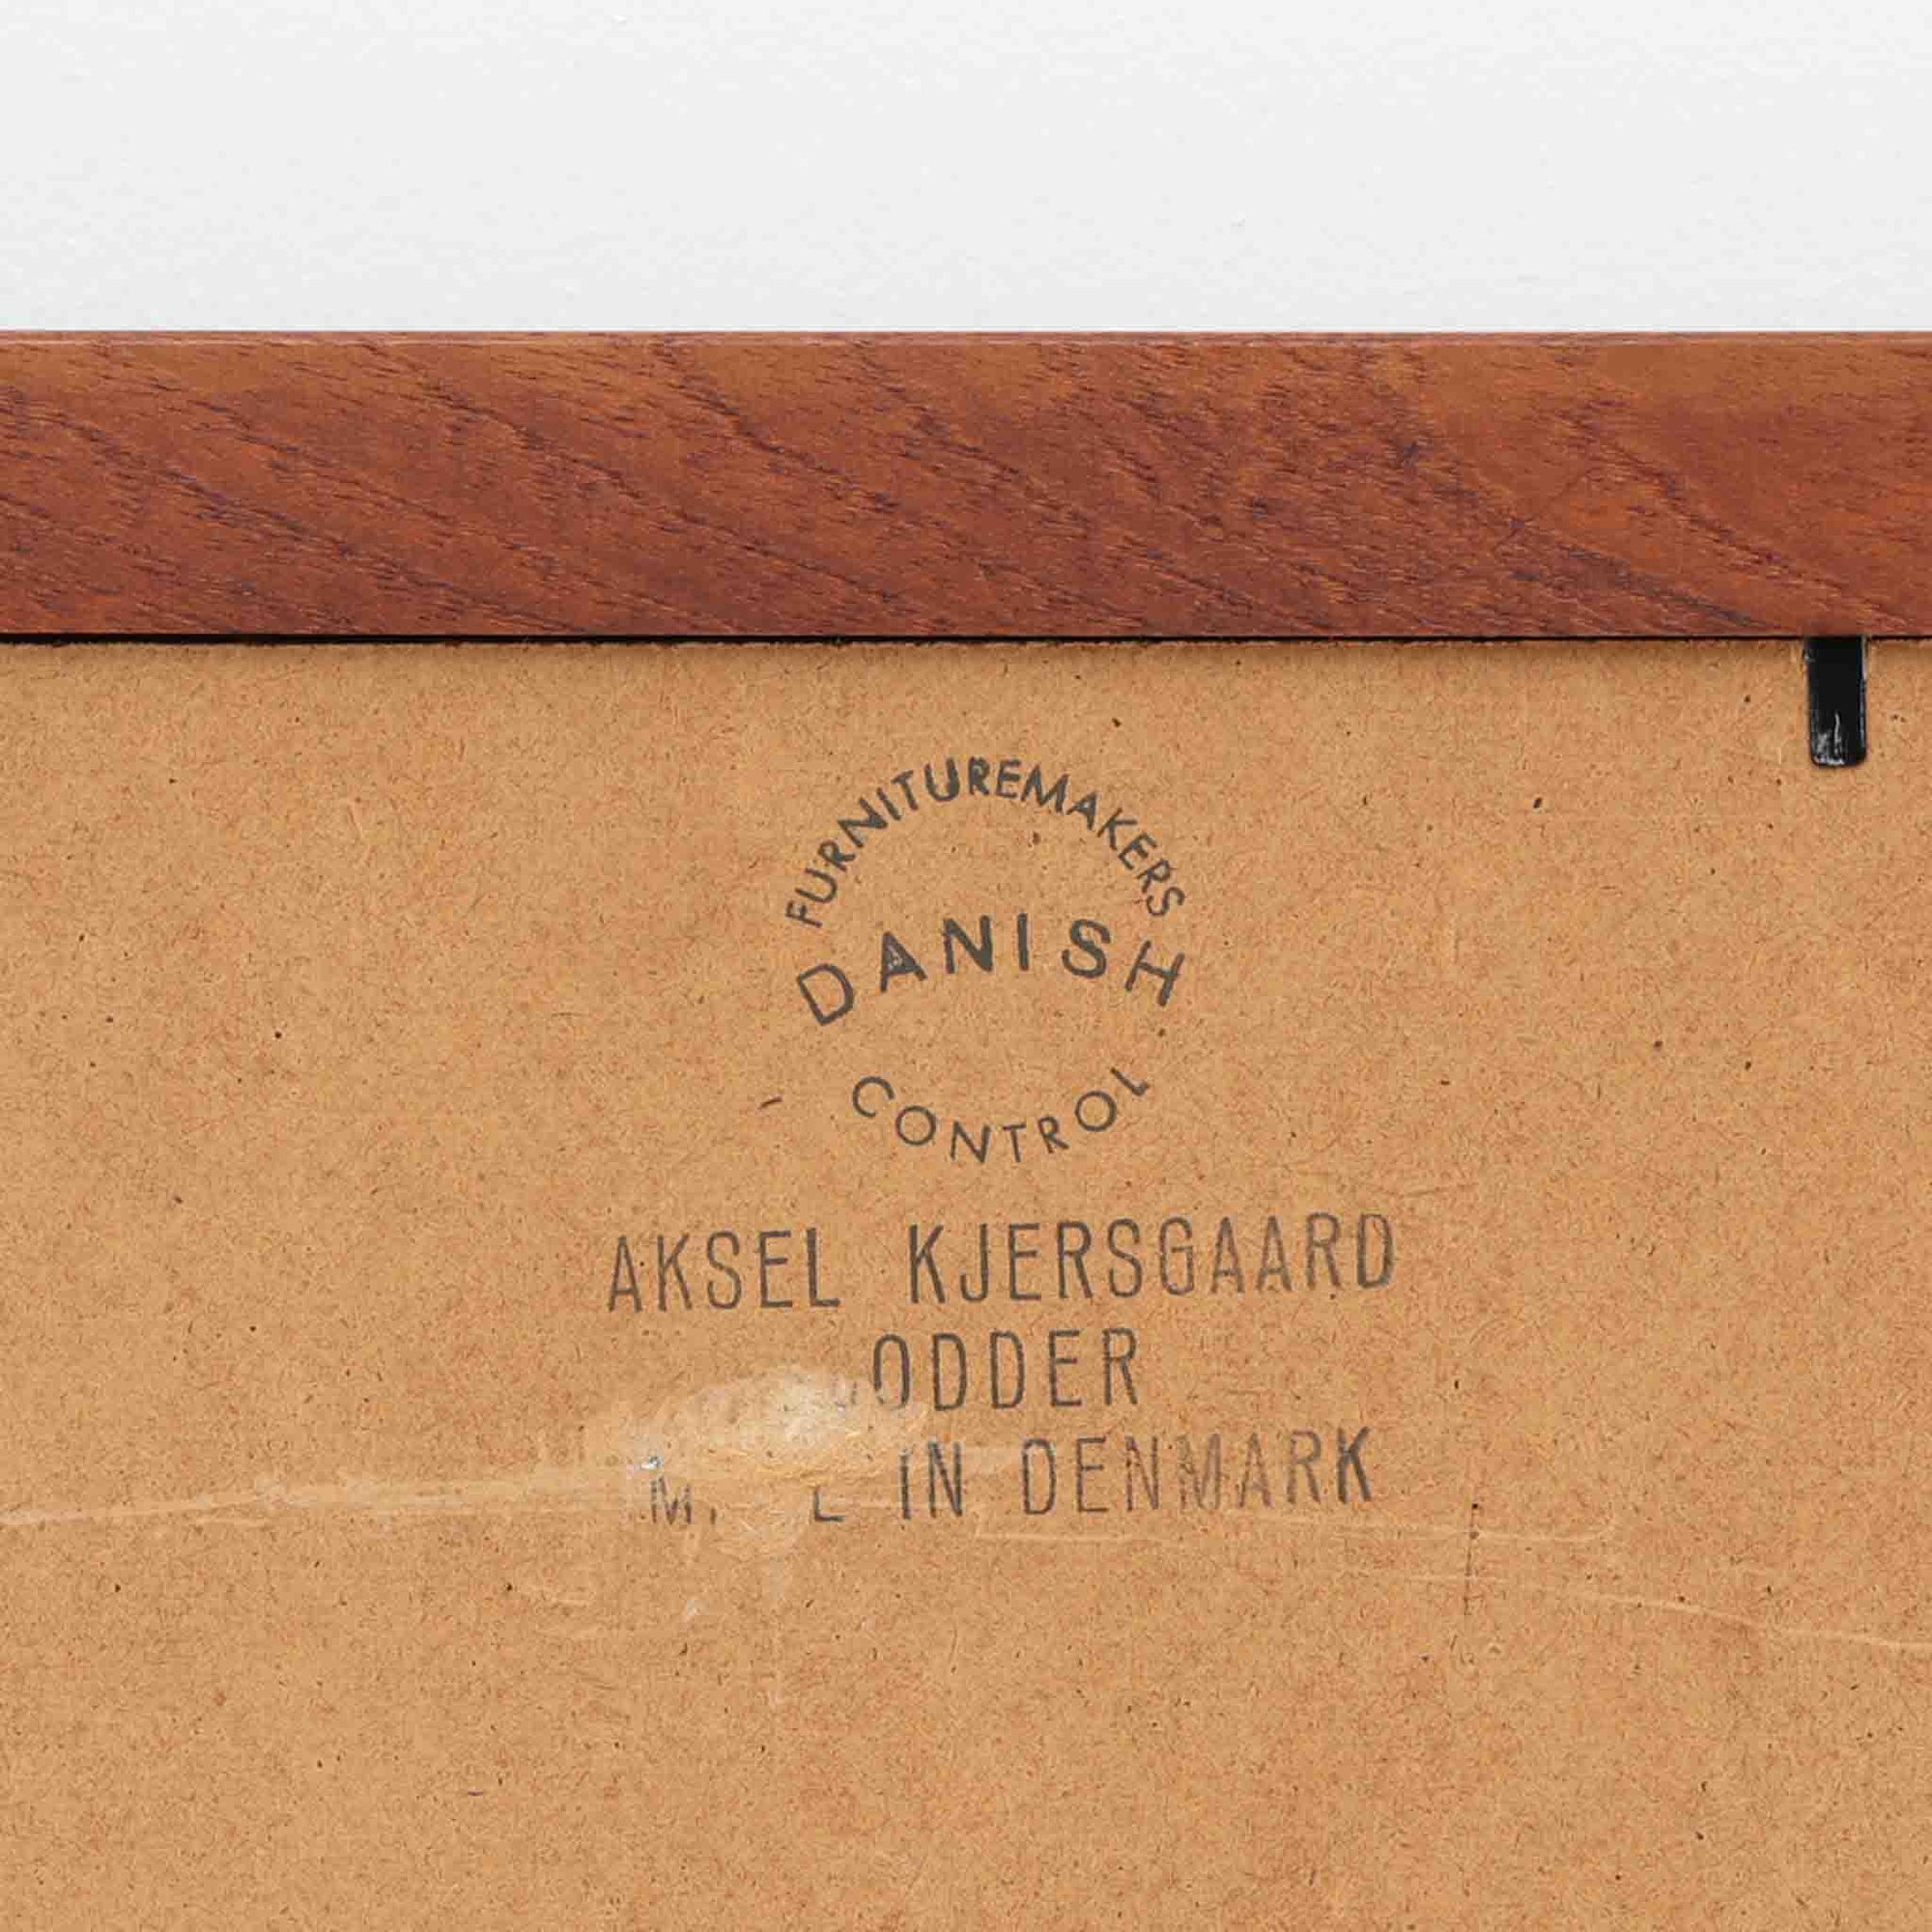 FURNITUREMAKERS
DANISH
CONTROL
AKSEL KJERSGAARD
ODDER
IN DENMARK